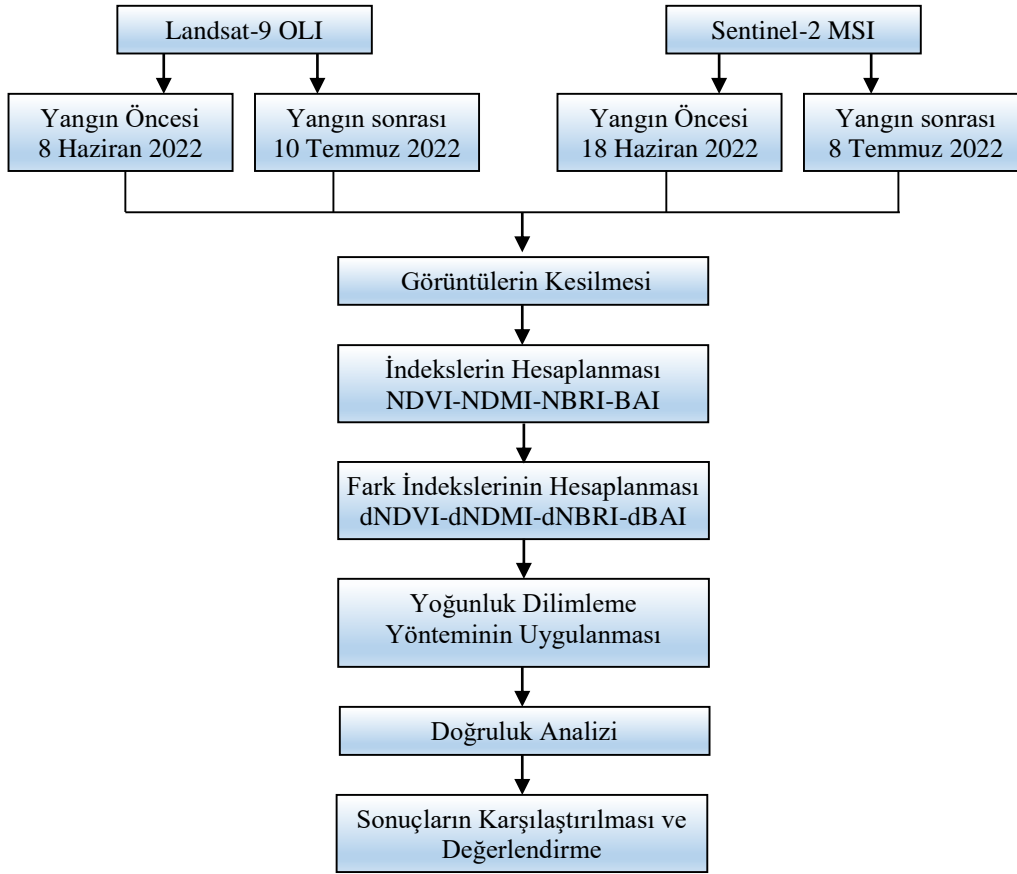 Landsat-9 OLI
Sentinel-2 MSI
Yangın Öncesi
8 Haziran 2022
Yangın sonrası
10 Temmuz 2022
Yangın Öncesi
18 Haziran 2022
Yangın sonrası
8 Temmuz 2022
Görüntülerin Kesilmesi
İndekslerin Hesaplanması
NDVI-NDMI-NBRI-BAI
Fark İndekslerinin Hesaplanması
dNDVI-dNDMI-dNBRI-dBAI
Yoğunluk Dilimleme
Yönteminin Uygulanması
Doğruluk Analizi
Sonuçların Karşılaştırılması ve
Değerlendirme